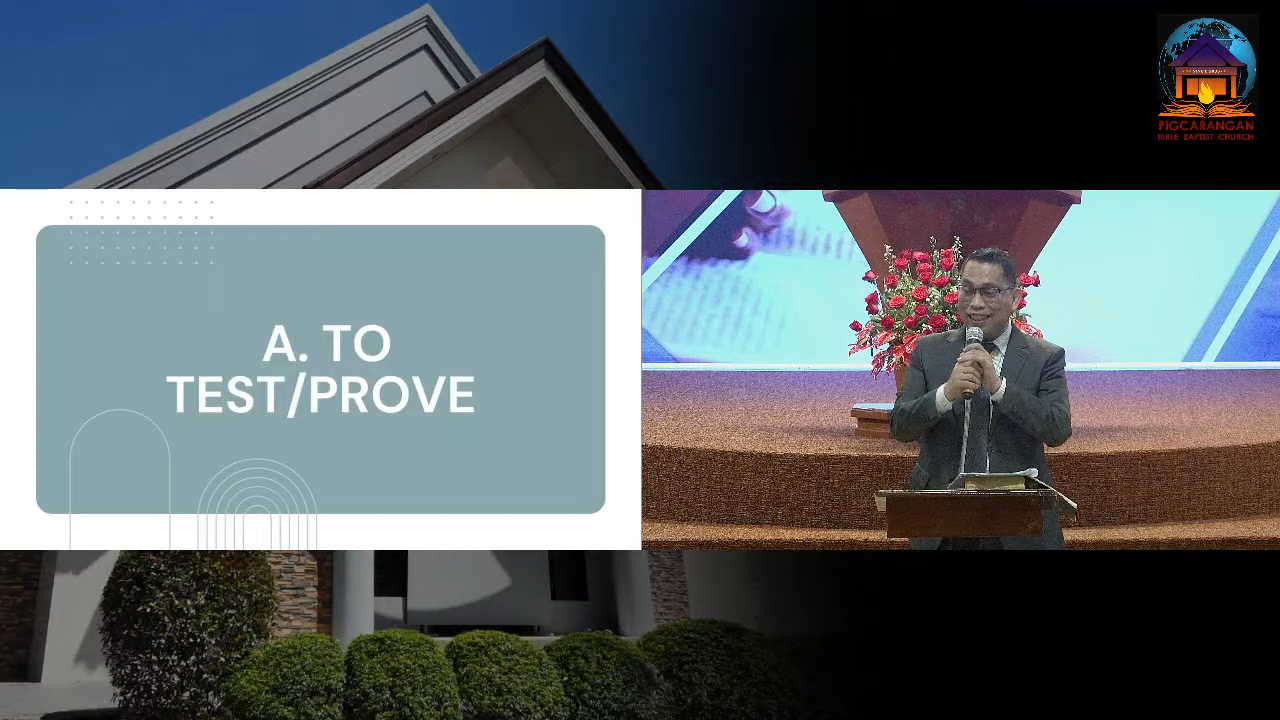 A. TO
TEST/PROVE
PIGCARANGAN
BIBLE BAPTIST CHURCH